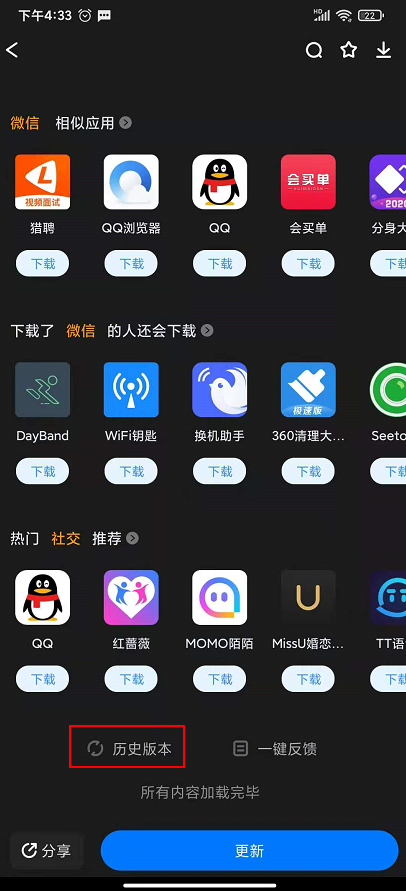 下午4:33
HD
22
微信 相似应用
视频面试
会买单
HUIMAIDAN
2020
猎聘 QQ浏览器 QQ 会买单 分身大
下载 下载 下载 下载 下载
下载了 微信 的人还会下载
极速版
DayBand WiFi钥匙 换机助手 360清理大... Seeto
下载 下载 下载 下载 下载
热门 社交 推荐
QQ 红蔷薇 MOMO陌陌 MissU婚恋... TT语
下载 下载 下载 下载 下载
历史版本 一键反馈
所有内容加载完毕
分享 更新